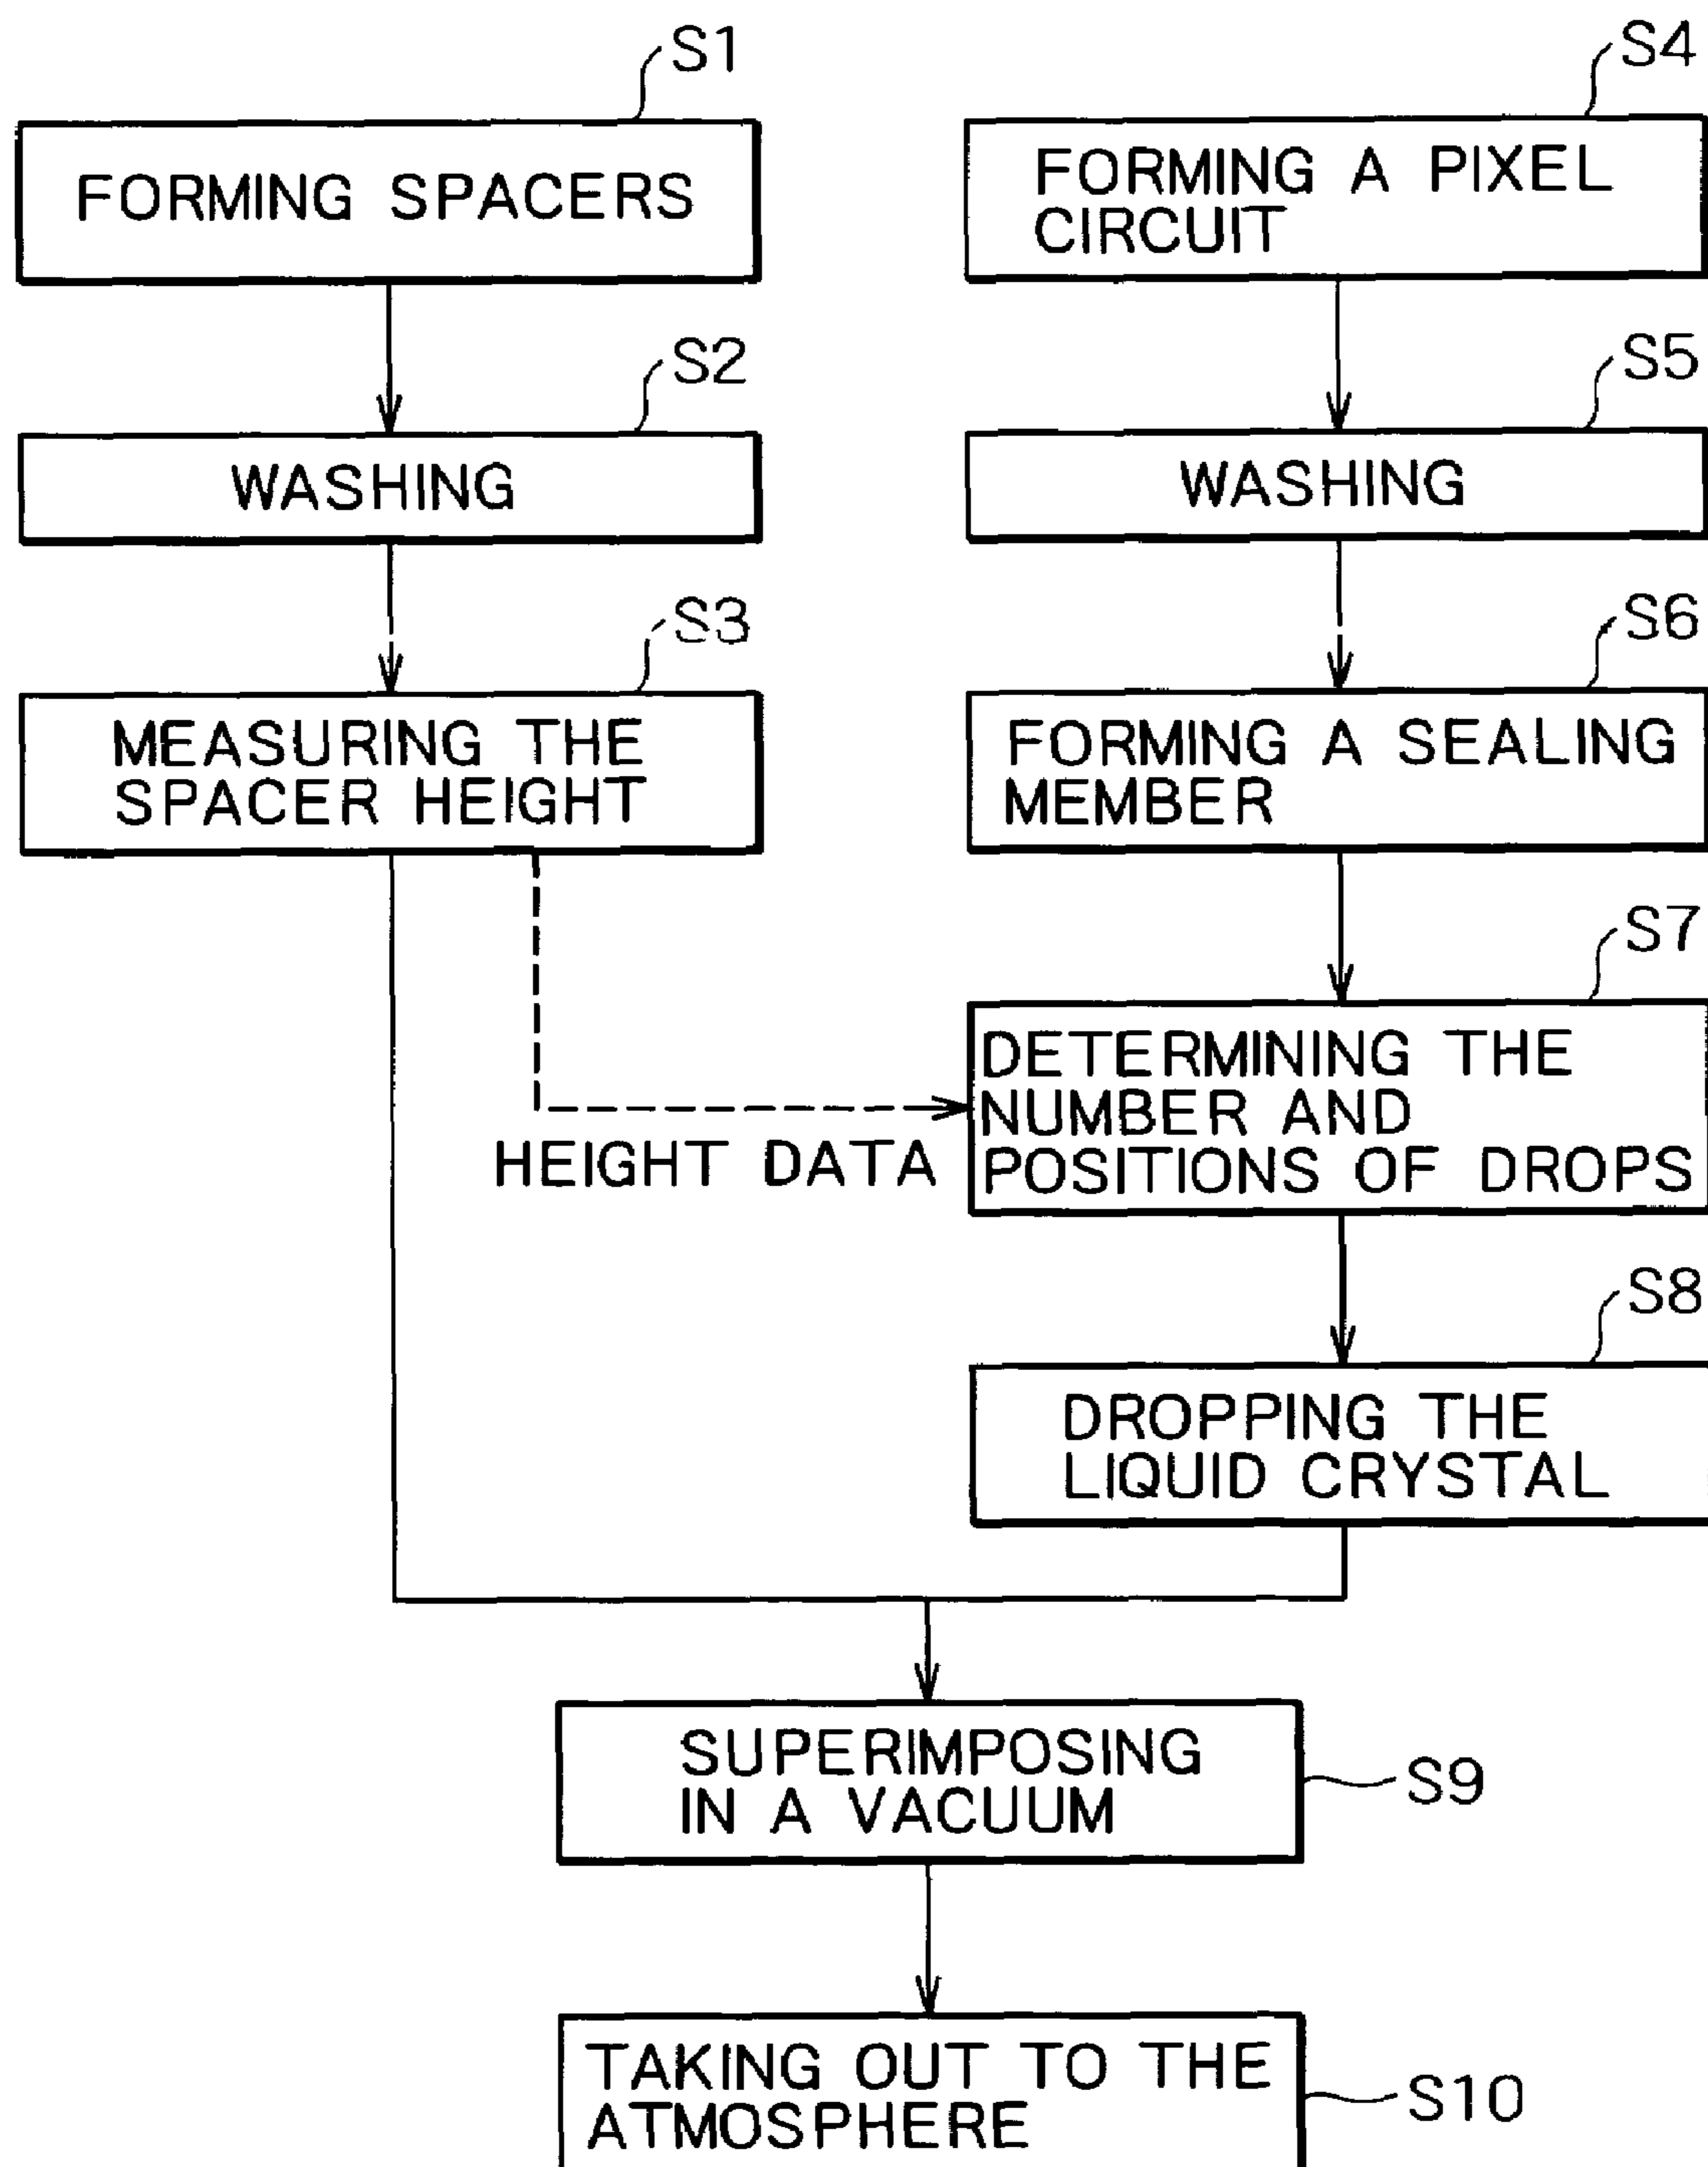 S1
FORMING SPACERS
S2
WASHING
S3
MEASURING THE
SPACER HEIGHT
S4
FORMING A PIXEL
CIRCUIT
S5
WASHING
S6
FORMING A SEALING
MEMBER
S7
DETERMINING THE
NUMBER AND
POSITIONS OF DROPS
HEIGHT DATA
S8
DROPPING THE
LIQUID CRYSTAL
SUPERIMPOSING
IN A VACUUM
S9
TAKING OUT TO THE
ATMOSPHERE
S10